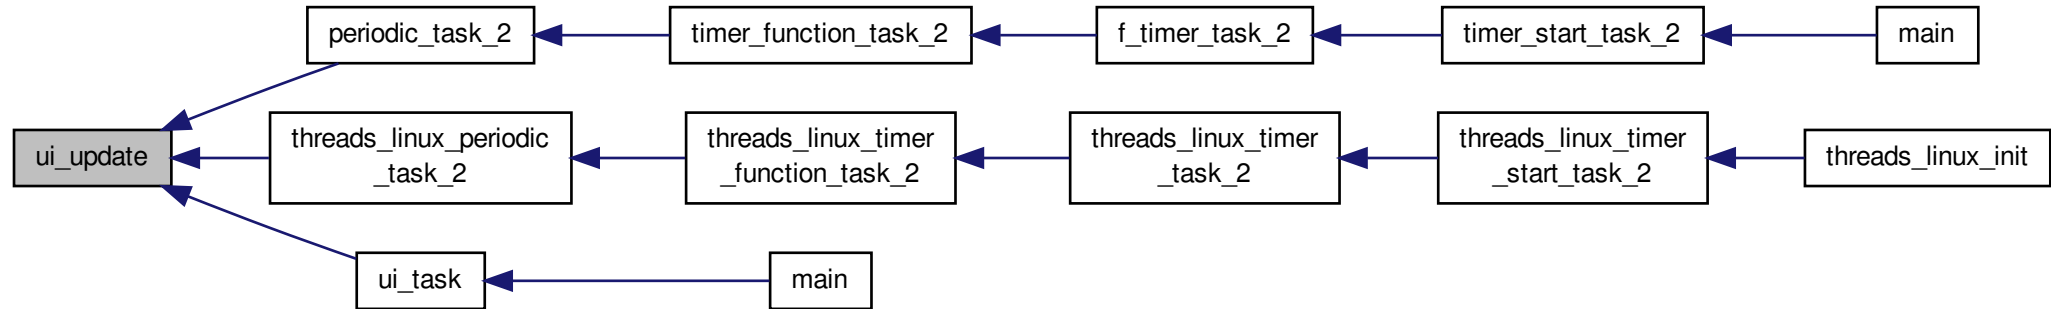 periodic_task_2
timer_function_task_2
f_timer_task_2
timer_start_task_2
main
ui_update
threads_linux_periodic
_task_2
threads_linux_timer
_function_task_2
threads_linux_timer
_task_2
threads_linux_timer
_start_task_2
threads_linux_init
ui_task
main